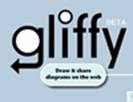 gliffy
BETA
Draw & share
diagrams on the web